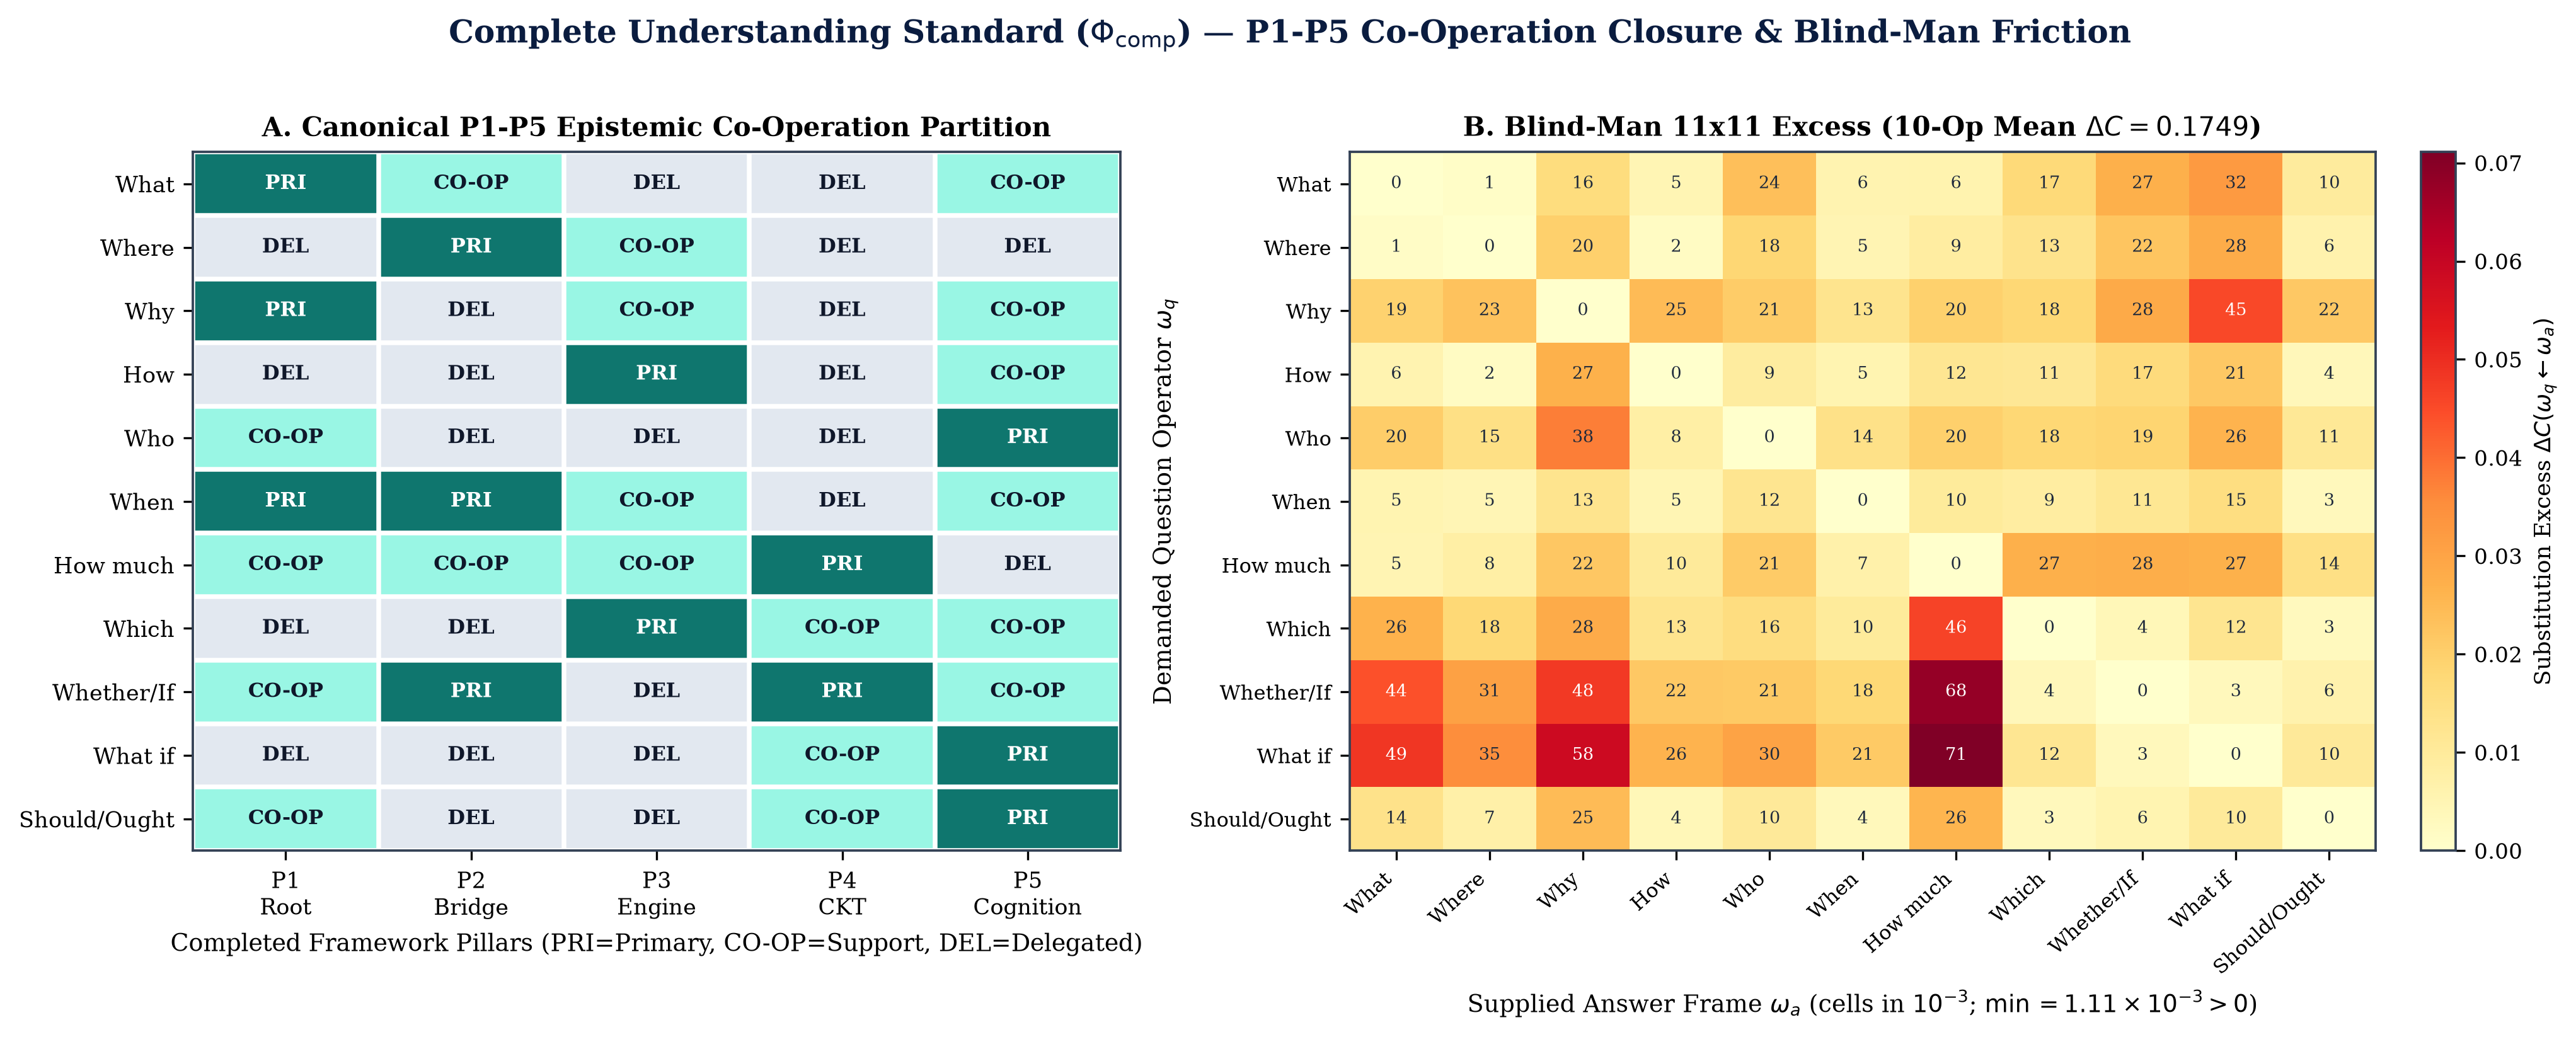 Complete Understanding Standard (Φcomp) — P1-P5 Co-Operation Closure & Blind-Man Friction
A. Canonical P1-P5 Epistemic Co-Operation Partition
What PRI CO-OP DEL DEL CO-OP
Where DEL PRI CO-OP DEL DEL
Why PRI DEL CO-OP DEL CO-OP
How DEL DEL PRI DEL CO-OP
Who CO-OP DEL DEL DEL PRI
When PRI PRI CO-OP DEL CO-OP
How much CO-OP CO-OP CO-OP PRI DEL
Which DEL DEL PRI CO-OP CO-OP
Whether/If CO-OP PRI DEL PRI CO-OP
What if DEL DEL DEL CO-OP PRI
Should/Ought CO-OP DEL DEL CO-OP PRI
P1 P2 P3 P4 P5
Root Bridge Engine CKT Cognition
Completed Framework Pillars (PRI=Primary, CO-OP=Support, DEL=Delegated)
B. Blind-Man 11x11 Excess (10-Op Mean ΔC = 0.1749)
Demanded Question Operator ωq
What 0 1 16 5 24 6 6 17 27 32 10
Where 1 0 20 2 18 5 9 13 22 28 6
Why 19 23 0 25 21 13 20 18 28 45 22
How 6 2 27 0 9 5 12 11 17 21 4
Who 20 15 38 8 0 14 20 18 19 26 11
When 5 5 13 5 12 0 10 9 11 15 3
How much 5 8 22 10 21 7 0 27 28 27 14
Which 26 18 28 13 16 10 46 0 4 12 3
Whether/If 44 31 48 22 21 18 68 4 0 3 6
What if 49 35 58 26 30 21 71 12 3 0 10
Should/Ought 14 7 25 4 10 4 26 3 6 10 0
What Where Why How Who When How much Which Whether/If What if Should/Ought
Supplied Answer Frame ωa (cells in 10⁻³; min = 1.11 × 10⁻³ > 0)
0.07
0.06
0.05
0.04
0.03
0.02
0.01
0.00
Substitution Excess ΔC(ωq ← ωa)